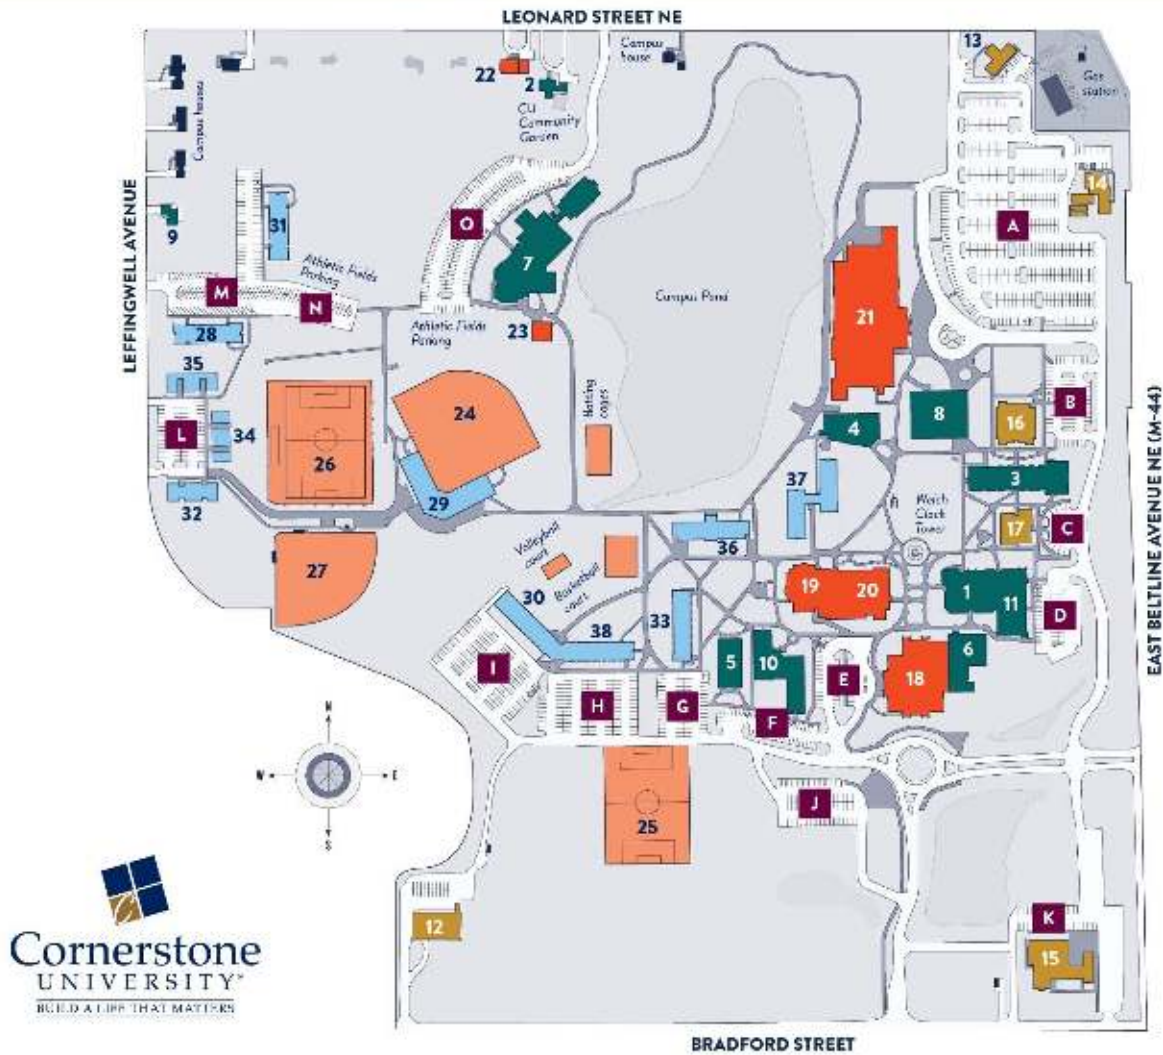 LEONARD STREET NE
13
Campus
house
22
2
Gas
station
CU
Community
Garden
Campus houses
14
LEFFINGWELL AVENUE
9
31
O
A
7
Athletic Fields
Parking
M
N
Campus Pond
21
28
Athletic Fields
Parking
23
35
B
24
Batting
cages
8
16
L
34
4
26
3
37
29
32
Welch
Clock
Tower
17
C
EAST BELTLINE AVENUE NE (M-44)
Volleyball
court
36
27
Basketball
court
30
19
20
1
11
D
33
38
5
10
6
I
E
18
H
G
F
N
W
E
S
J
25
12
K
15
Cornerstone
UNIVERSITY
BUILD A LIFE THAT MATTERS
BRADFORD STREET